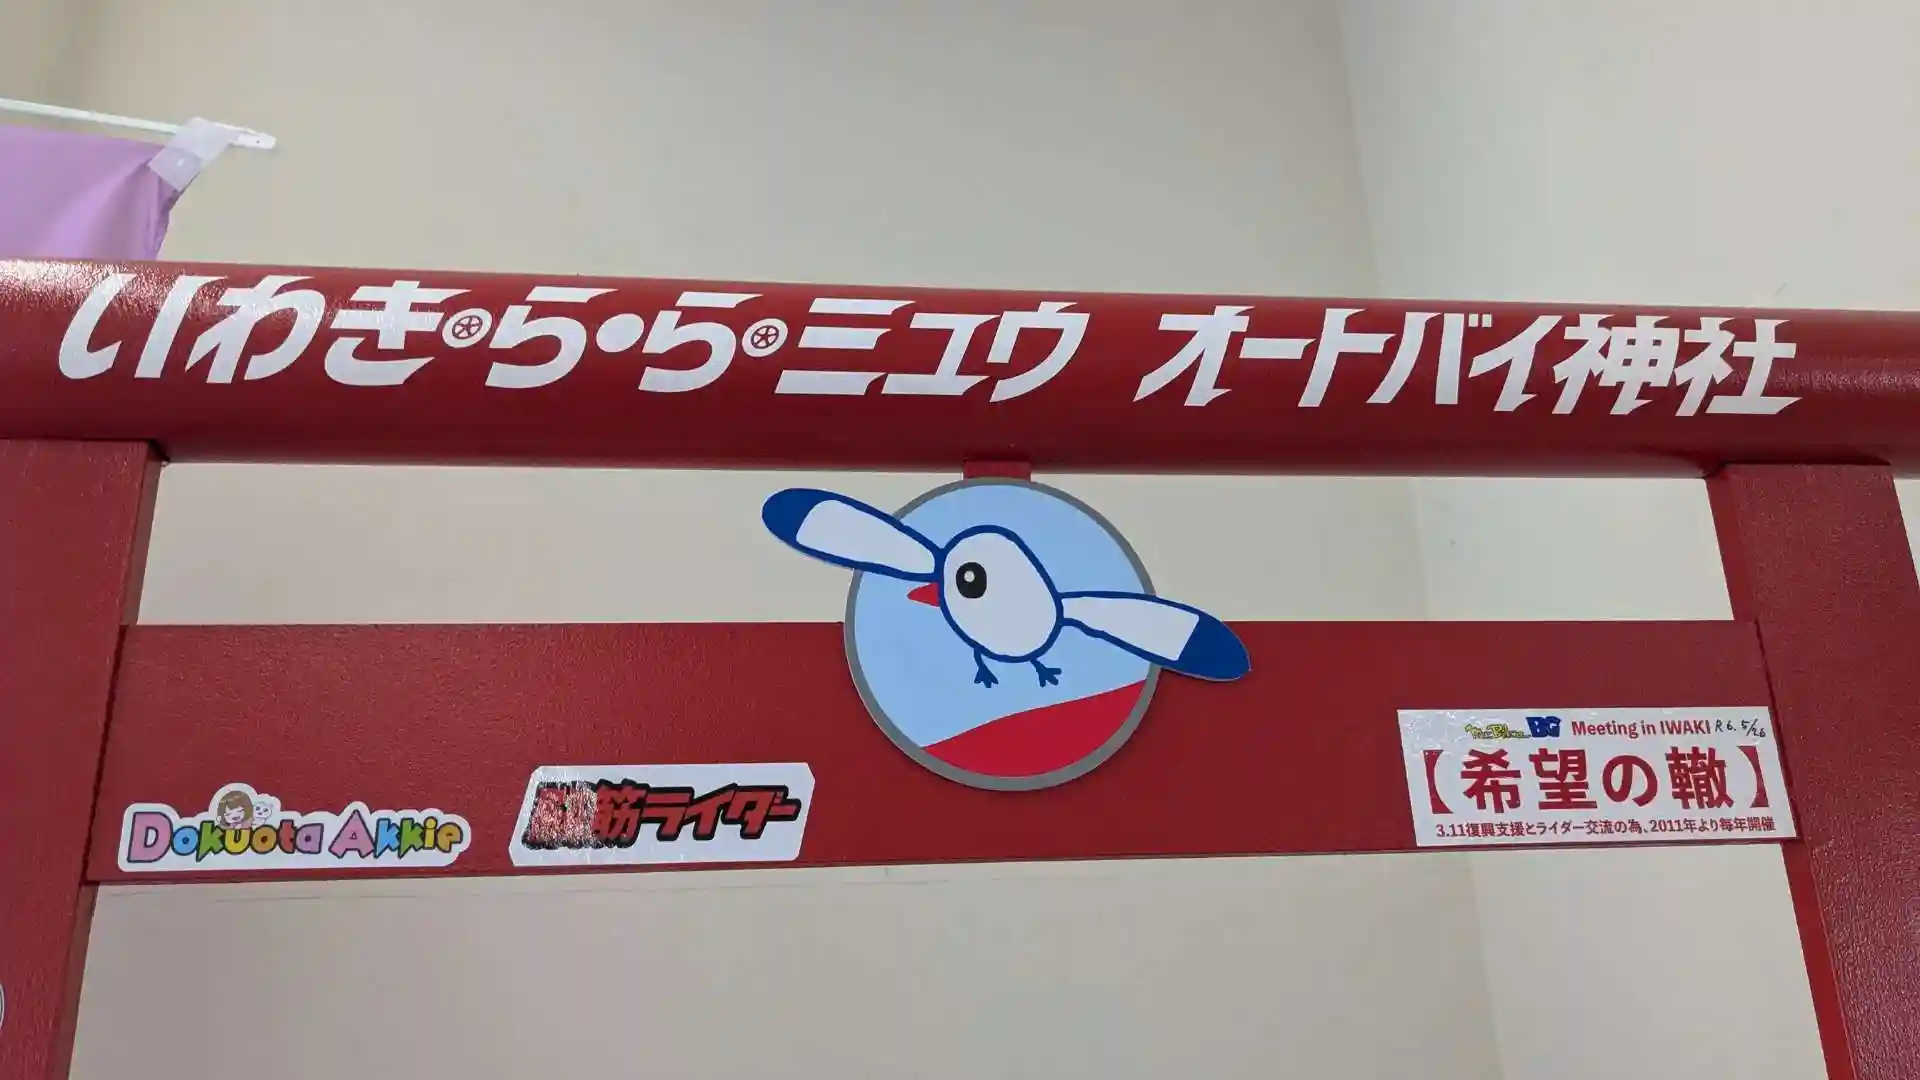 いわき・ら・ら・ミュウ オートバイ神社
Dokuota Akkie
筋ライダー
BG Meeting in IWAKI R6.5/26
【希望の轍】
3.11復興支援とライダー交流の為、2011年より毎年開催